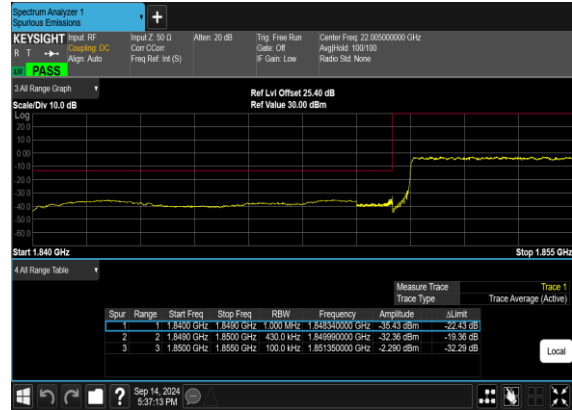 Spectrum Analyzer 1
Spurious Emissions
KEYSIGHT Input: RF Input Z: 50 Ω Atten: 20 dB Trig: Free Run Center Freq: 22.005000000 GHz
R T Coupling: DC Corr CCorr Gate: Off Avg|Hold: 100/100
Align: Auto Freq Ref: Int (S) IF Gain: Low Radio Std: None
LM PASS
3 All Range Graph
Ref Lvl Offset 25.40 dB
Scale/Div 10.0 dB Ref Value 30.00 dBm
Log
20.0
10.0
0.00
-10.0
-20.0
-30.0
-40.0
-50.0
-60.0
Start 1.840 GHz Stop 1.855 GHz
4 All Range Table
Measure Trace Trace 1
Trace Type Trace Average (Active)
Spur Range Start Freq Stop Freq RBW Frequency Amplitude ΔLimit
1 1 1.8400 GHz 1.8490 GHz 1.000 MHz 1.848340000 GHz -35.43 dBm -22.43 dB
2 2 1.8490 GHz 1.8500 GHz 430.0 kHz 1.849990000 GHz -32.36 dBm -19.36 dB
3 3 1.8500 GHz 1.8550 GHz 100.0 kHz 1.851350000 GHz -2.290 dBm -32.29 dB
Local
? Sep 14, 2024
5:37:13 PM